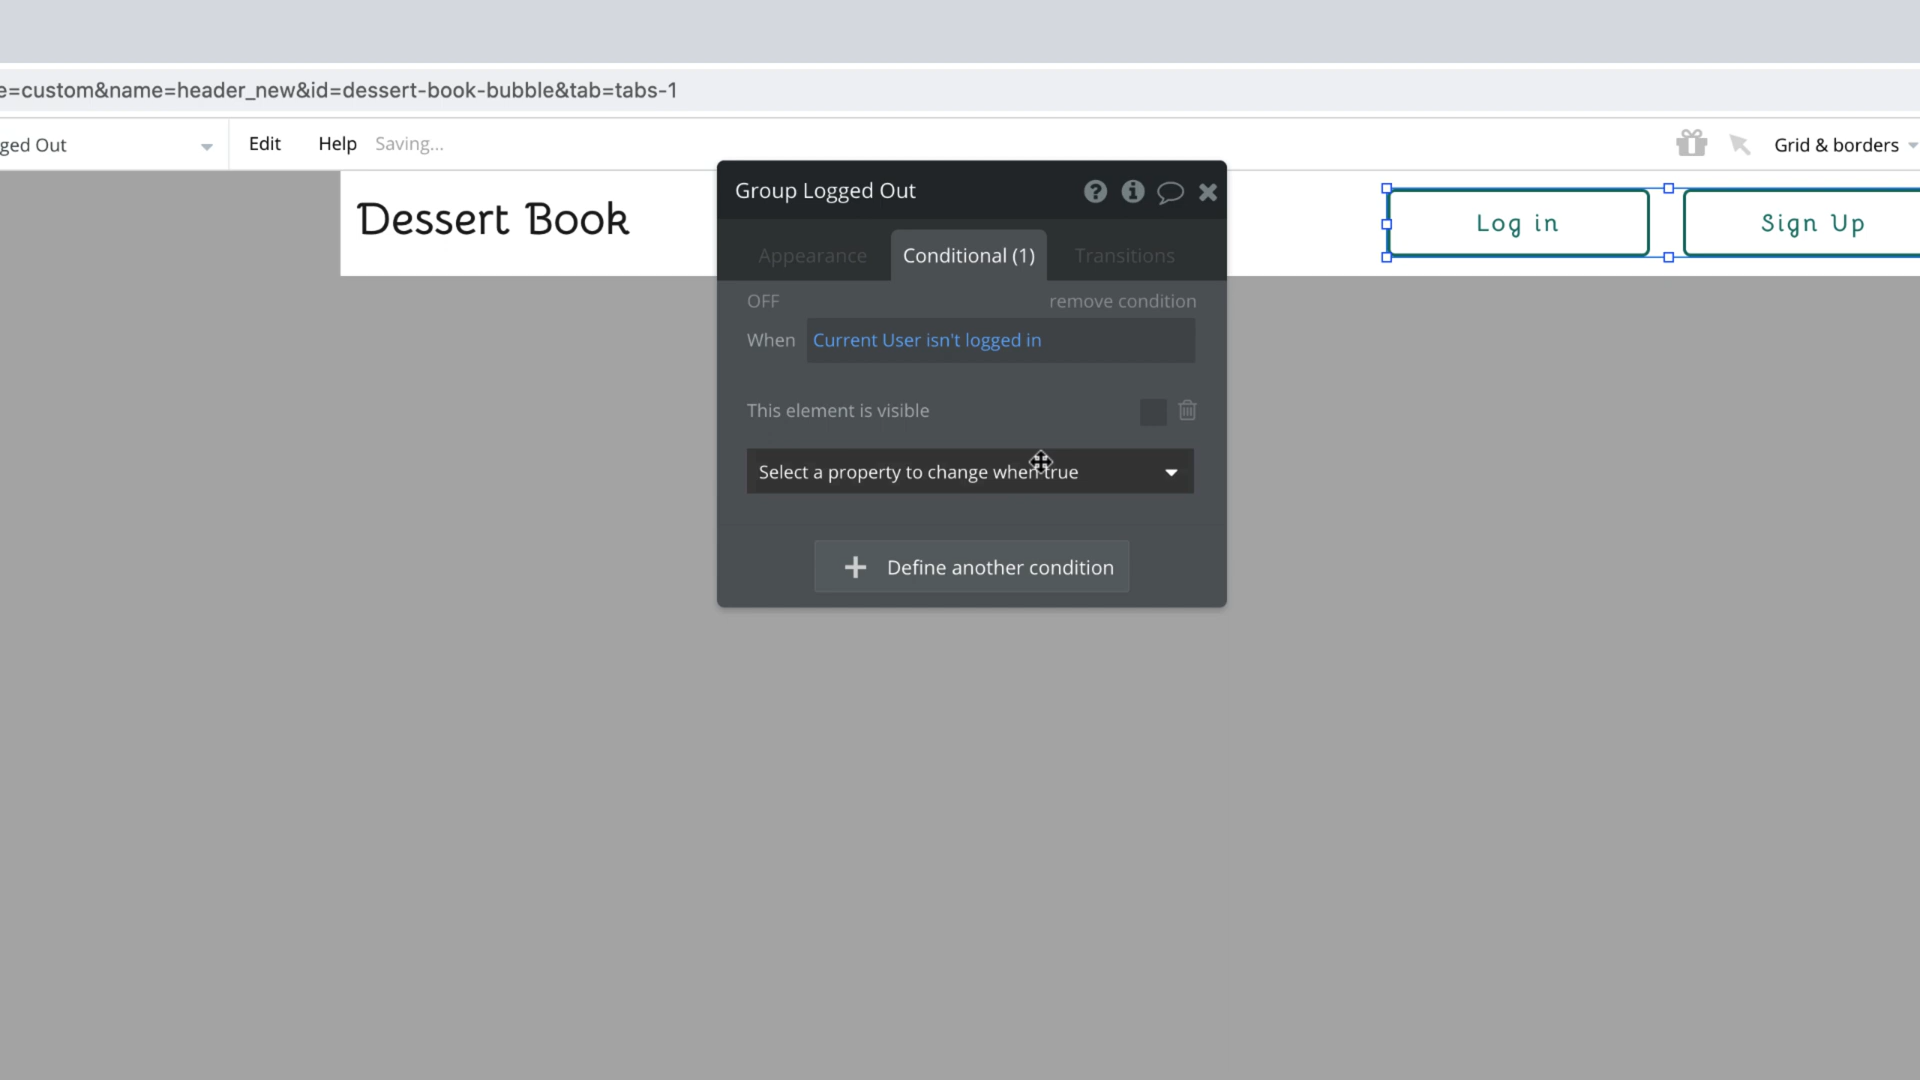 e=custom&name=header_new&id=dessert-book-bubble&tab=tabs-1
ged Out
Edit
Help
Saving...
Grid & borders
Dessert Book
Group Logged Out
Log in
Sign Up
Appearance
Conditional (1)
Transitions
OFF
remove condition
When
Current User isn't logged in
This element is visible
Select a property to change when true
Define another condition